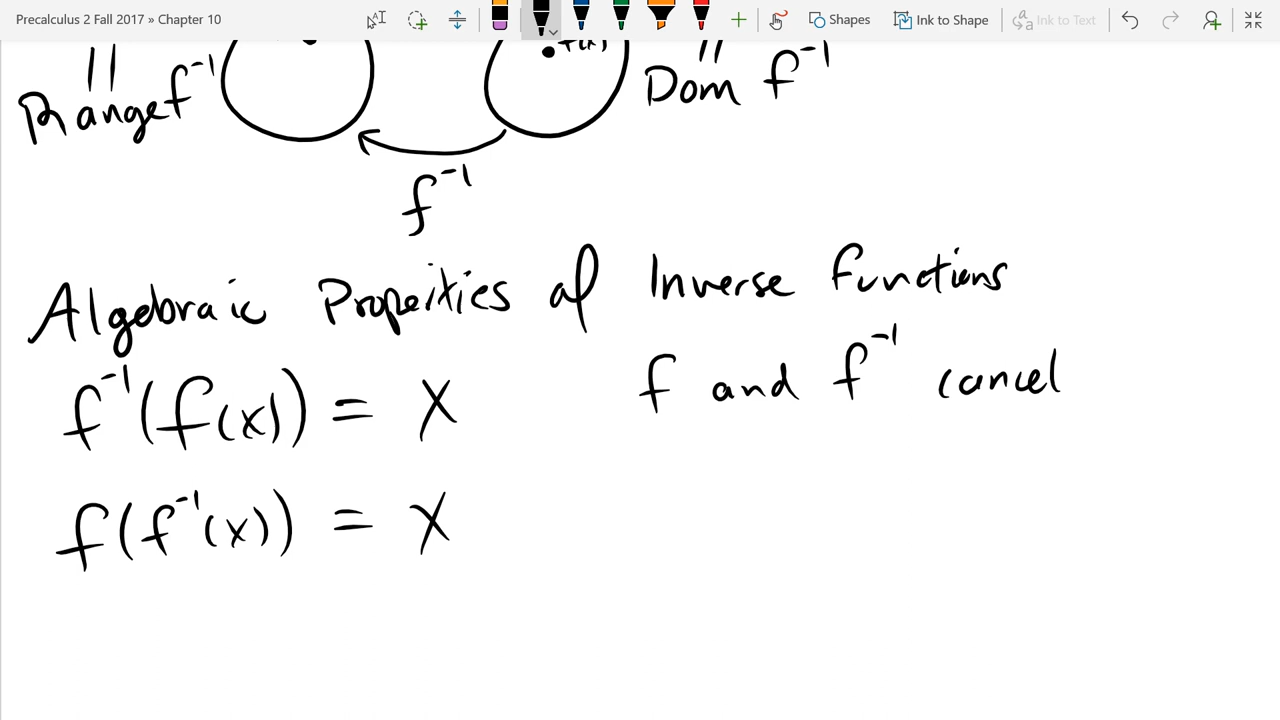 Precalculus 2 Fall 2017 » Chapter 10
Shapes
Ink to Shape
Ink to Text
f(x)
Range f⁻¹
Dom f⁻¹
f⁻¹
Algebraic Properties of Inverse Functions
f⁻¹(f(x)) = X
f and f⁻¹ cancel
f(f⁻¹(x)) = X